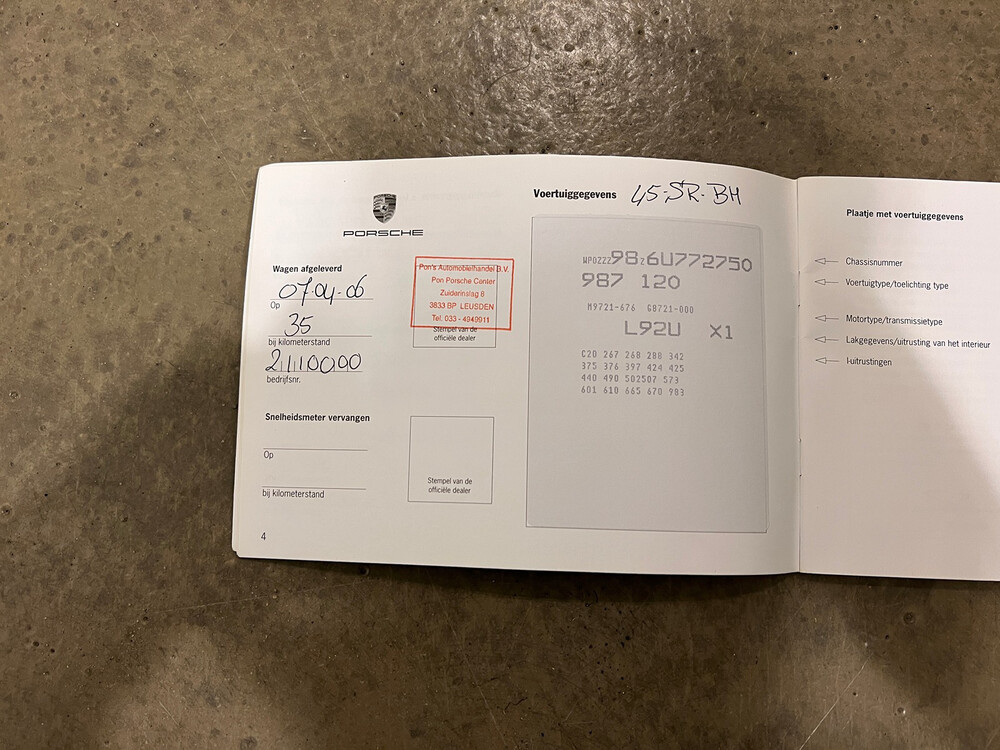 PORSCHE
Wagen afgeleverd
07-04-06
Op
35
bij kilometerstand
21110000
bedrijfsnr.
Pon's Automobielhandel B.V.
Pon Porsche Center
Zuiderinslag 8
3833 BP LEUSDEN
Tel. 033 - 4949911
Stempel van de
officiële dealer
Snelheidsmeter vervangen
Op
bij kilometerstand
Stempel van de
officiële dealer
4
Voertuiggegevens 45-SR-BH
WP0ZZZ98Z6U772750
987 120
M9721-676 G8721-000
L92U X1
C20 267 268 288 342
375 376 397 424 425
440 490 502507 573
601 610 665 670 983
Plaatje met voertuiggegevens
Chassisnummer
Voertuigtype/toelichting type
Motortype/transmissietype
Lakgegevens/uitrusting van het interieur
I-uitrustingen